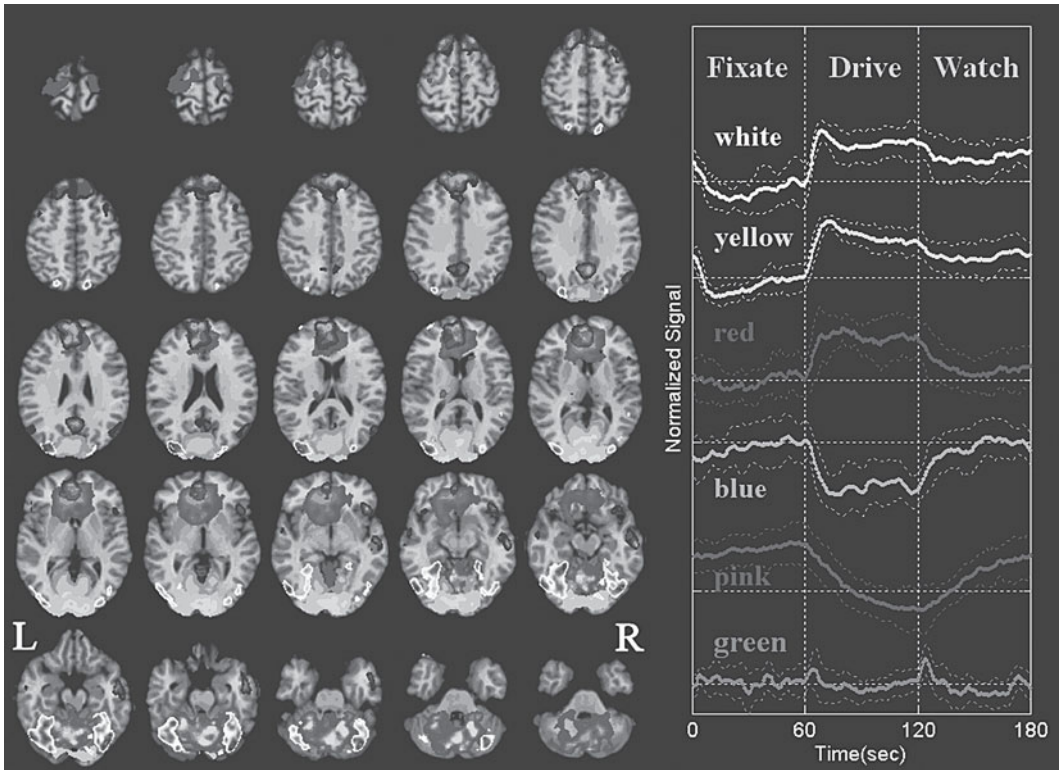 L
R
Fixate Drive Watch
white
yellow
red
blue
pink
green
Normalized Signal
0 60 120 180
Time(sec)